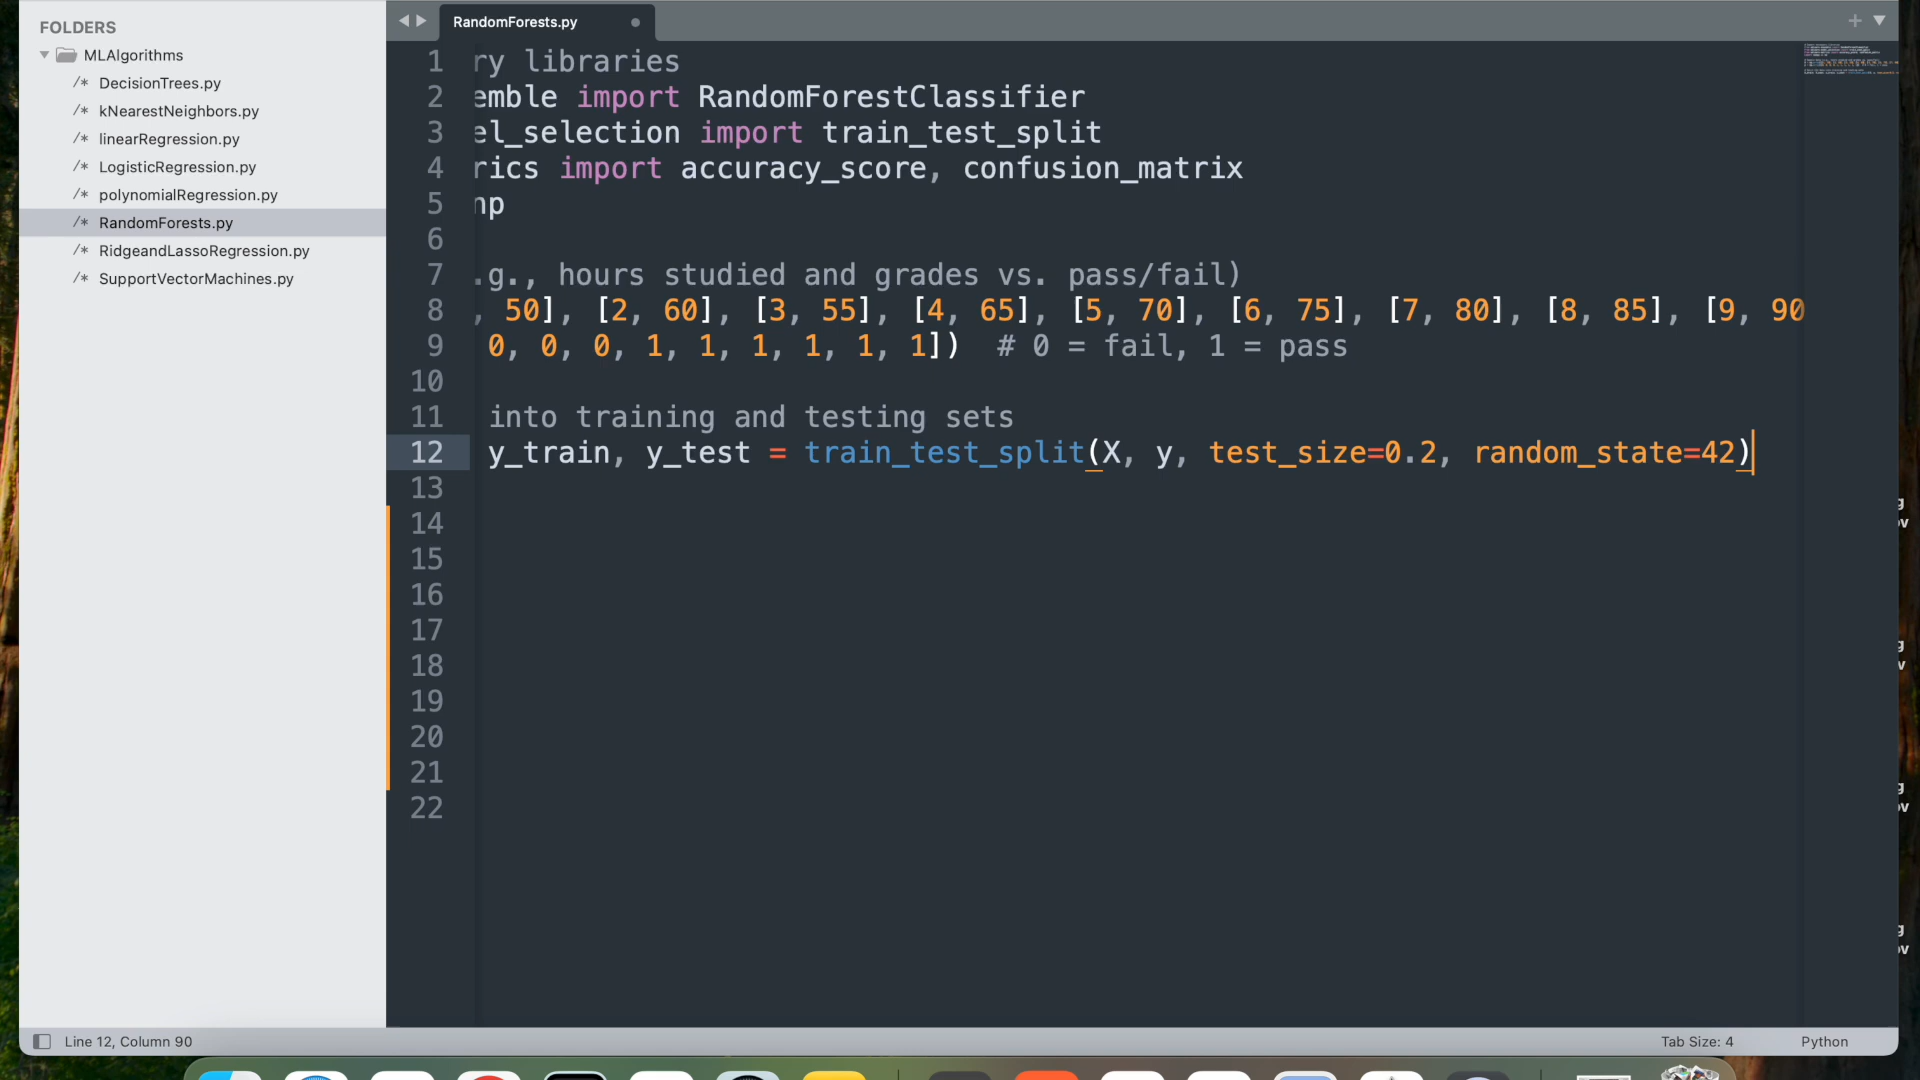 FOLDERS
MLAlgorithms
/* DecisionTrees.py
/* kNearestNeighbors.py
/* linearRegression.py
/* LogisticRegression.py
/* polynomialRegression.py
/* RandomForests.py
/* RidgeandLassoRegression.py
/* SupportVectorMachines.py
RandomForests.py
1 ry libraries
2 emble import RandomForestClassifier
3 el_selection import train_test_split
4 rics import accuracy_score, confusion_matrix
5 np
6
7 .g., hours studied and grades vs. pass/fail)
8 , 50], [2, 60], [3, 55], [4, 65], [5, 70], [6, 75], [7, 80], [8, 85], [9, 90
9 0, 0, 0, 1, 1, 1, 1, 1, 1]) # 0 = fail, 1 = pass
10
11 into training and testing sets
12 y_train, y_test = train_test_split(X, y, test_size=0.2, random_state=42)
13
14
15
16
17
18
19
20
21
22
Line 12, Column 90
Tab Size: 4
Python